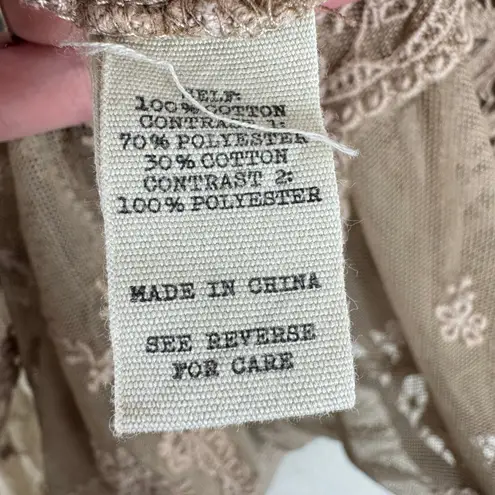 SELF:
100% COTTON
CONTRAST 1:
70% POLYESTER
30% COTTON
CONTRAST 2:
100% POLYESTER
MADE IN CHINA
SEE REVERSE
FOR CARE